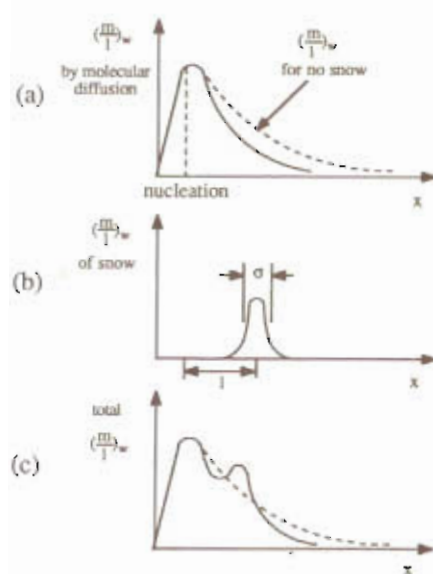 (a)
(m/l)w
by molecular
diffusion
(m/l)w
for no snow
nucleation
x
(b)
(m/l)w
of snow
σ
l
x
(c)
total
(m/l)w
x